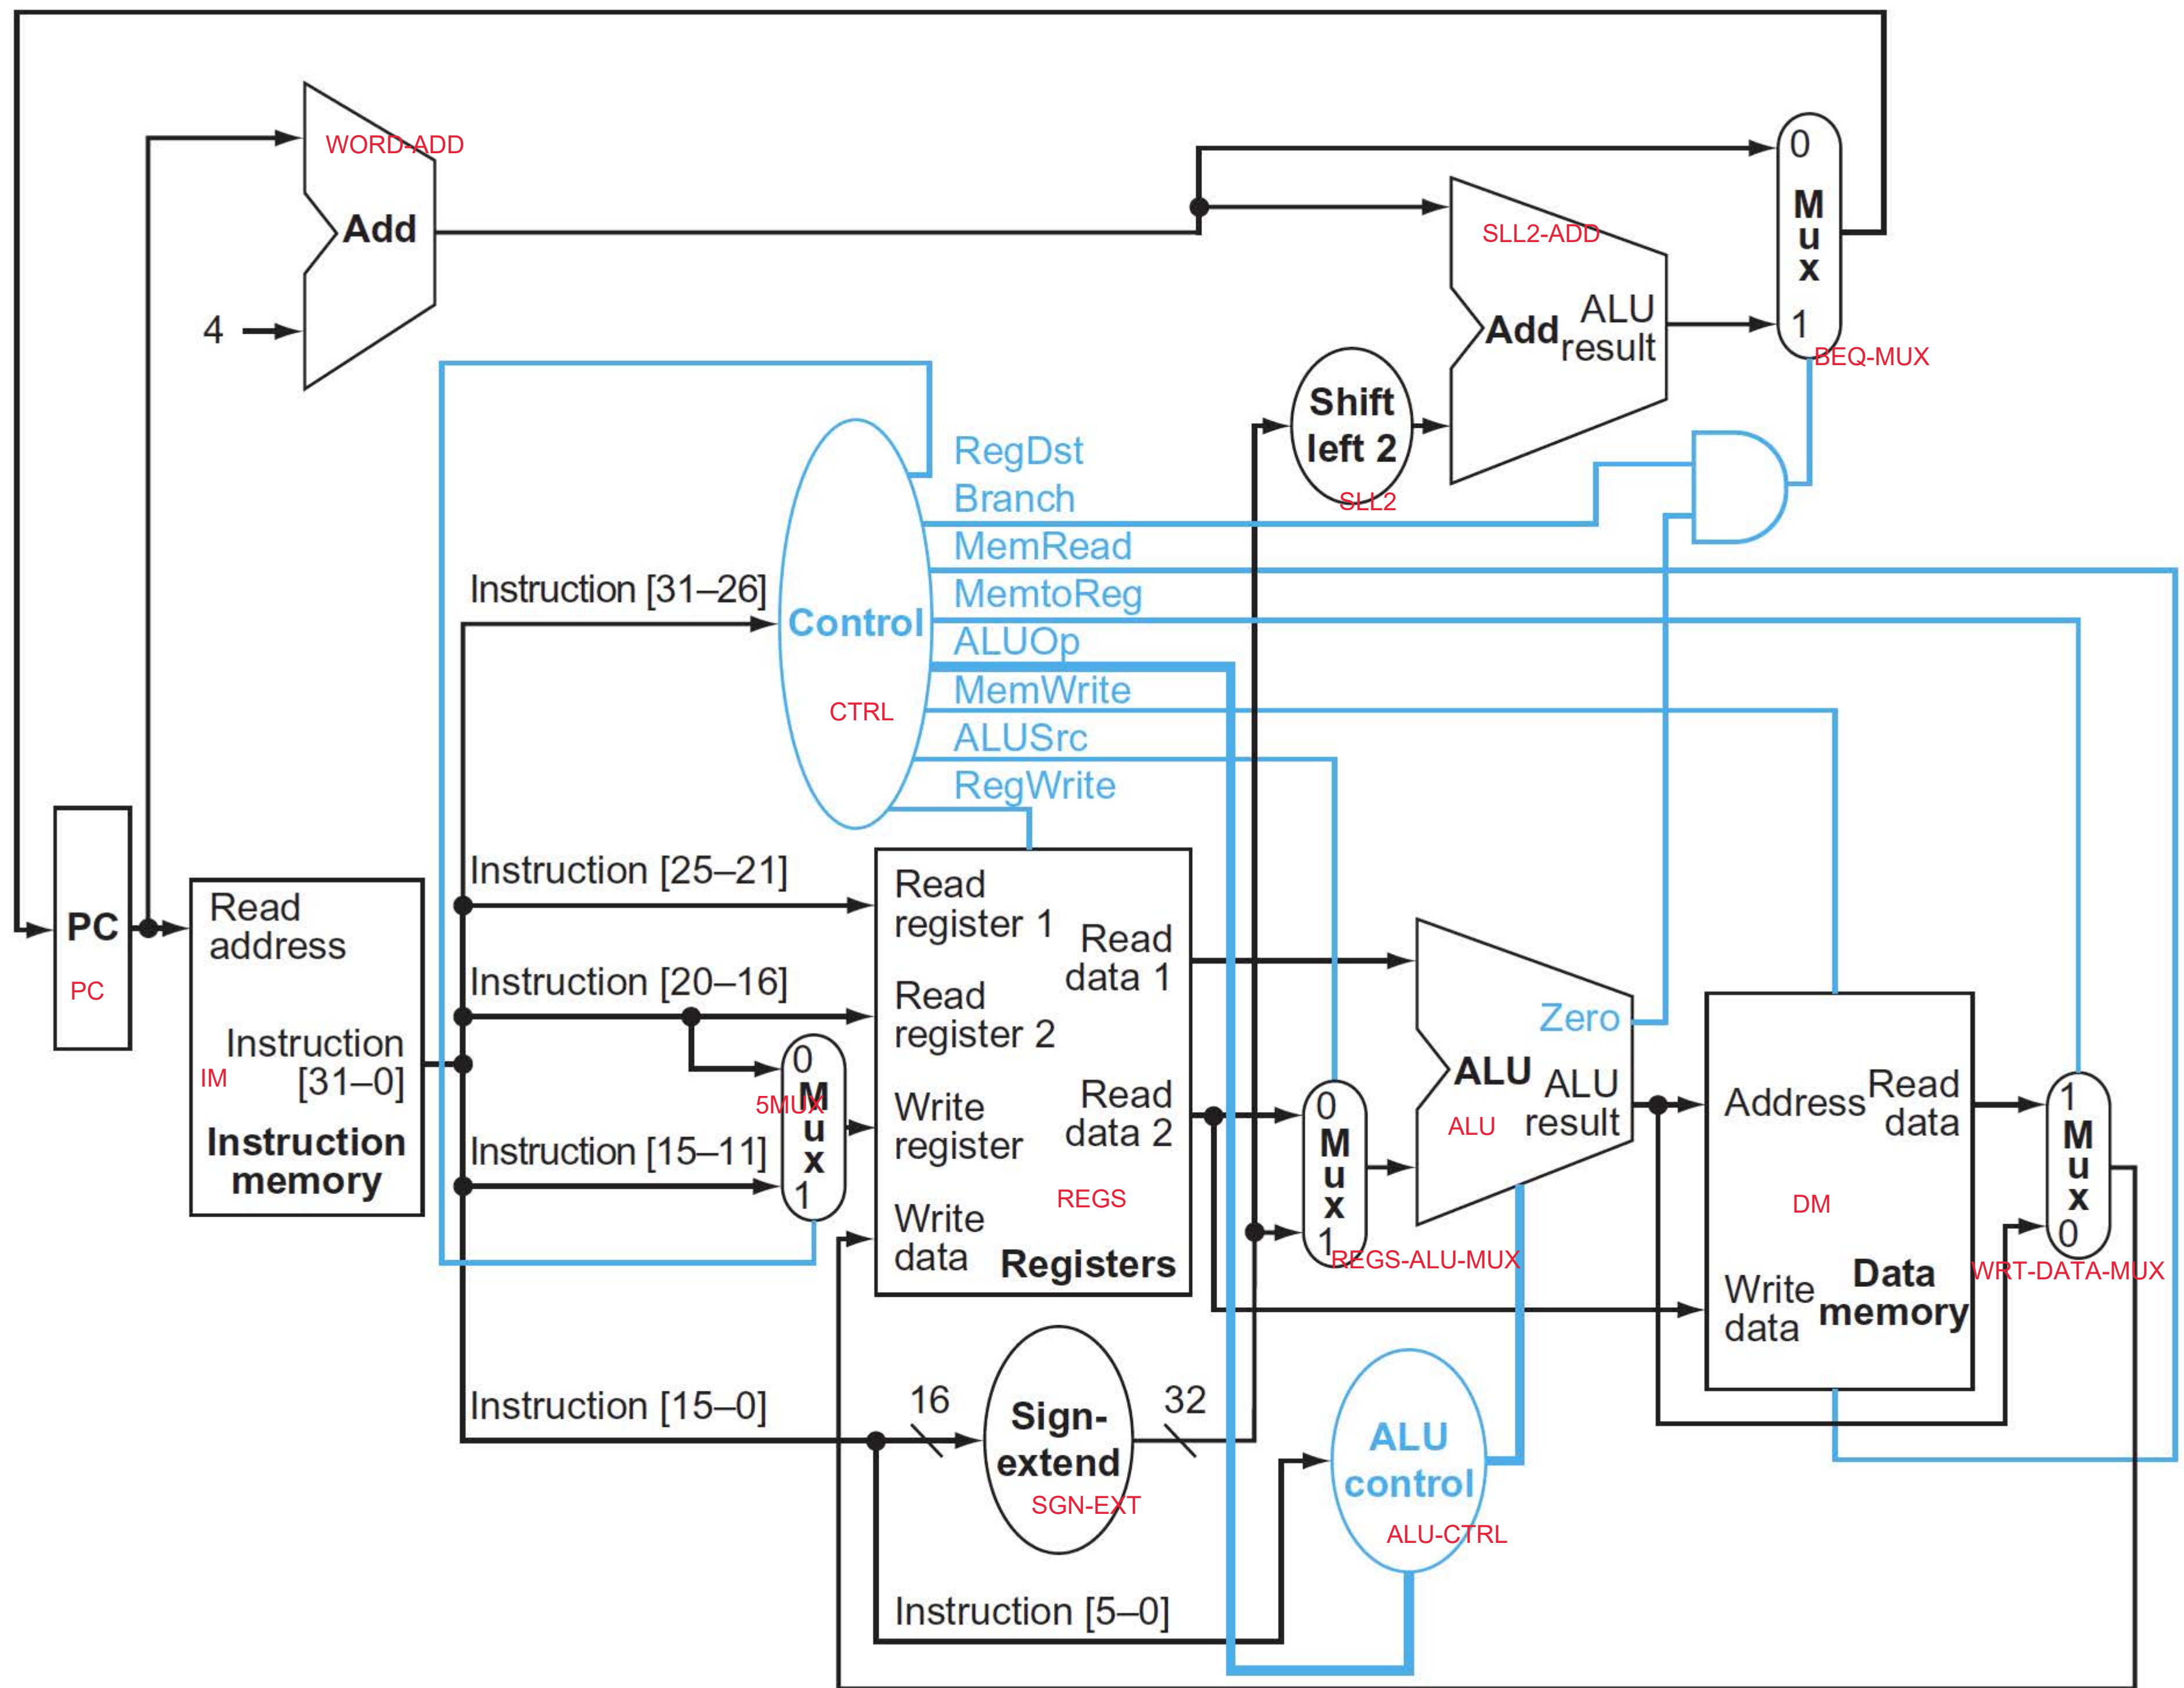 WORD-ADD
Add
4
0
Mux
1
BEQ-MUX
SLL2-ADD
Add
ALU
result
Shift
left 2
SLL2
RegDst
Branch
MemRead
MemtoReg
ALUOp
MemWrite
ALUSrc
RegWrite
Instruction [31–26]
Control
CTRL
PC
PC
Read
address
Instruction
[31–0]
IM
Instruction
memory
Instruction [25–21]
Instruction [20–16]
Instruction [15–11]
0
Mux
1
5MUX
Read
register 1
Read
register 2
Write
register
Write
data
Read
data 1
Read
data 2
REGS
Registers
0
Mux
1
REGS-ALU-MUX
Zero
ALU
ALU
result
ALU
Address
Read
data
DM
Write
data
Data
memory
1
Mux
0
WRT-DATA-MUX
Instruction [15–0]
16
Sign-
extend
SGN-EXT
32
ALU
control
ALU-CTRL
Instruction [5–0]